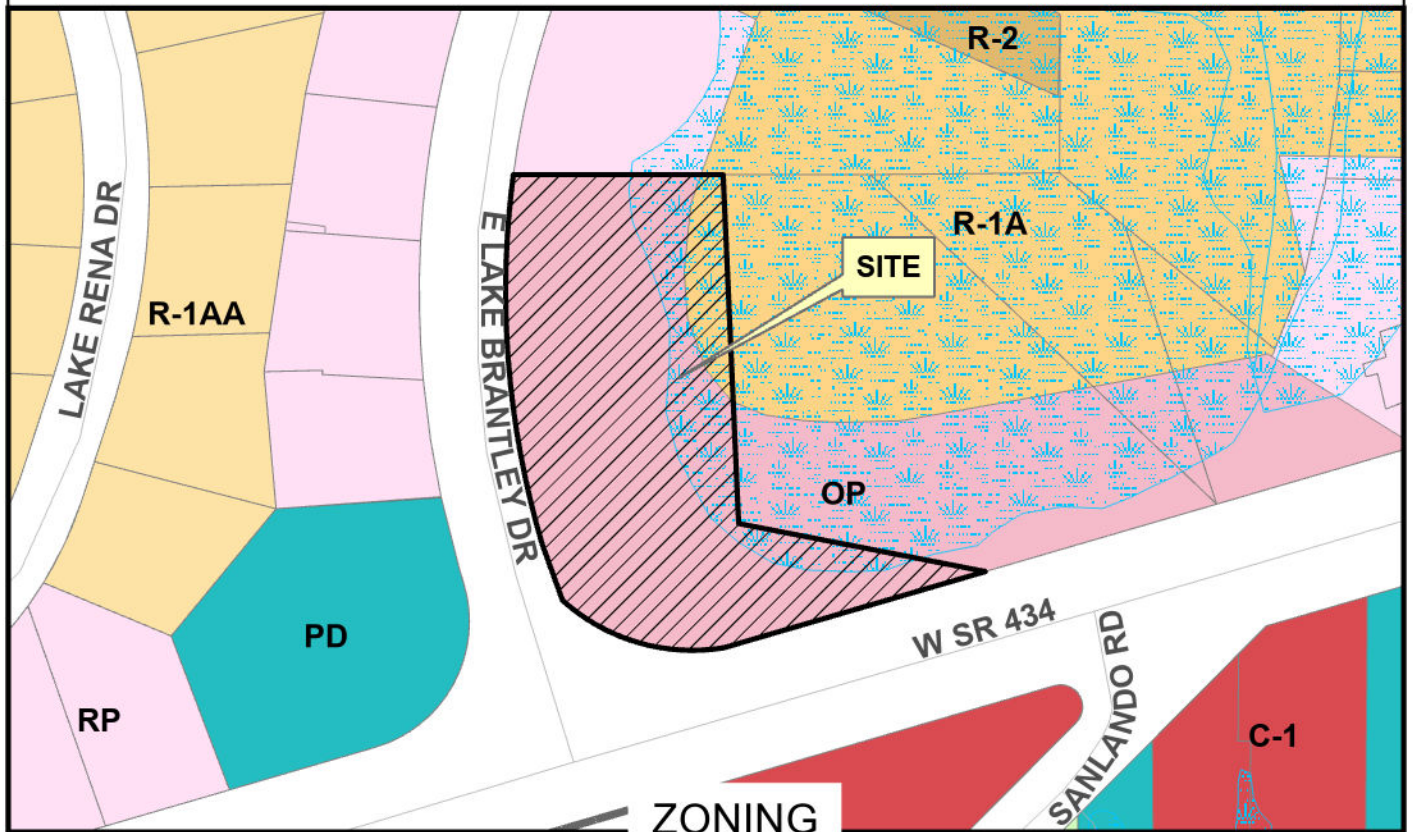 R-2
R-1A
SITE
E LAKE BRANTLEY DR
LAKE RENA DR
R-1AA
OP
W SR 434
SANLANDO RD
PD
RP
C-1
ZONING